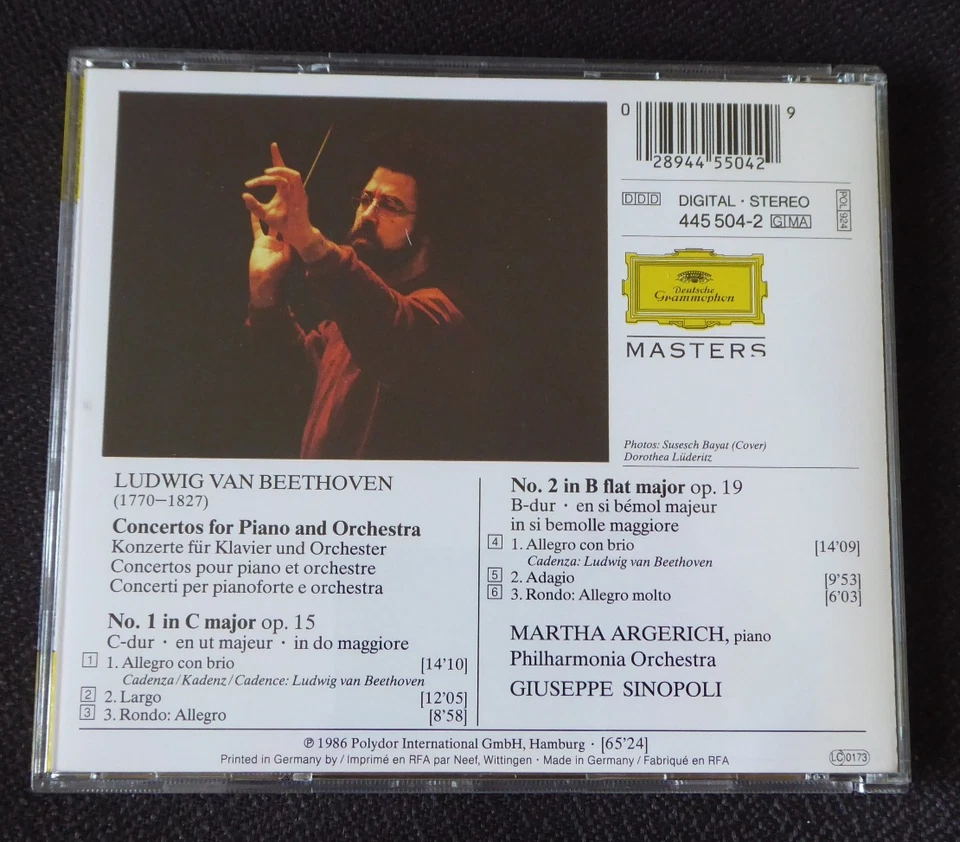 0 28944 55042 9
DDD DIGITAL · STEREO
445 504-2 GEMA
POL 924
Deutsche
Grammophon
MASTERS
Photos: Susesch Bayat (Cover)
Dorothea Lüderitz
LUDWIG VAN BEETHOVEN
(1770–1827)
Concertos for Piano and Orchestra
Konzerte für Klavier und Orchester
Concertos pour piano et orchestre
Concerti per pianoforte e orchestra
No. 1 in C major op. 15
C-dur · en ut majeur · in do maggiore
1 1. Allegro con brio [14'10]
Cadenza/Kadenz/Cadence: Ludwig van Beethoven
2 2. Largo [12'05]
3 3. Rondo: Allegro [8'58]
No. 2 in B flat major op. 19
B-dur · en si bémol majeur
in si bemolle maggiore
4 1. Allegro con brio [14'09]
Cadenza: Ludwig van Beethoven
5 2. Adagio [9'53]
6 3. Rondo: Allegro molto [6'03]
MARTHA ARGERICH, piano
Philharmonia Orchestra
GIUSEPPE SINOPOLI
℗ 1986 Polydor International GmbH, Hamburg · [65'24]
Printed in Germany by / Imprimé en RFA par Neef, Wittingen · Made in Germany / Fabriqué en RFA
LC 0173